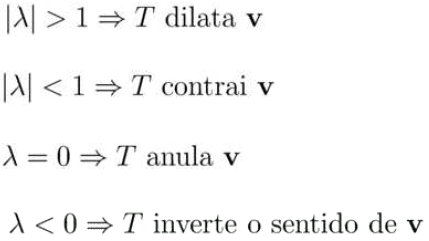 |λ| > 1 ⇒ T dilata v
|λ| < 1 ⇒ T contrai v
λ = 0 ⇒ T anula v
λ < 0 ⇒ T inverte o sentido de v